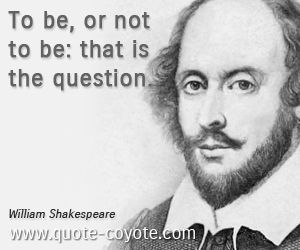 To be, or not
to be: that is
the question.
William Shakespeare
www.quote-coyote.com